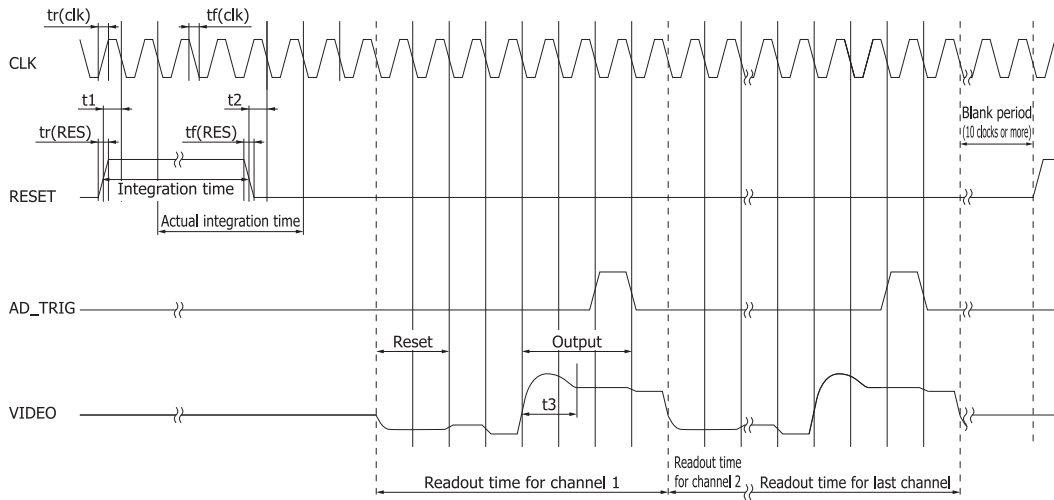 tr(clk)
tf(clk)
CLK
t1
t2
tr(RES)
tf(RES)
Blank period
(10 clocks or more)
Integration time
RESET
Actual integration time
AD_TRIG
Reset
Output
t3
VIDEO
Readout time for channel 1
Readout time
for channel 2
Readout time for last channel